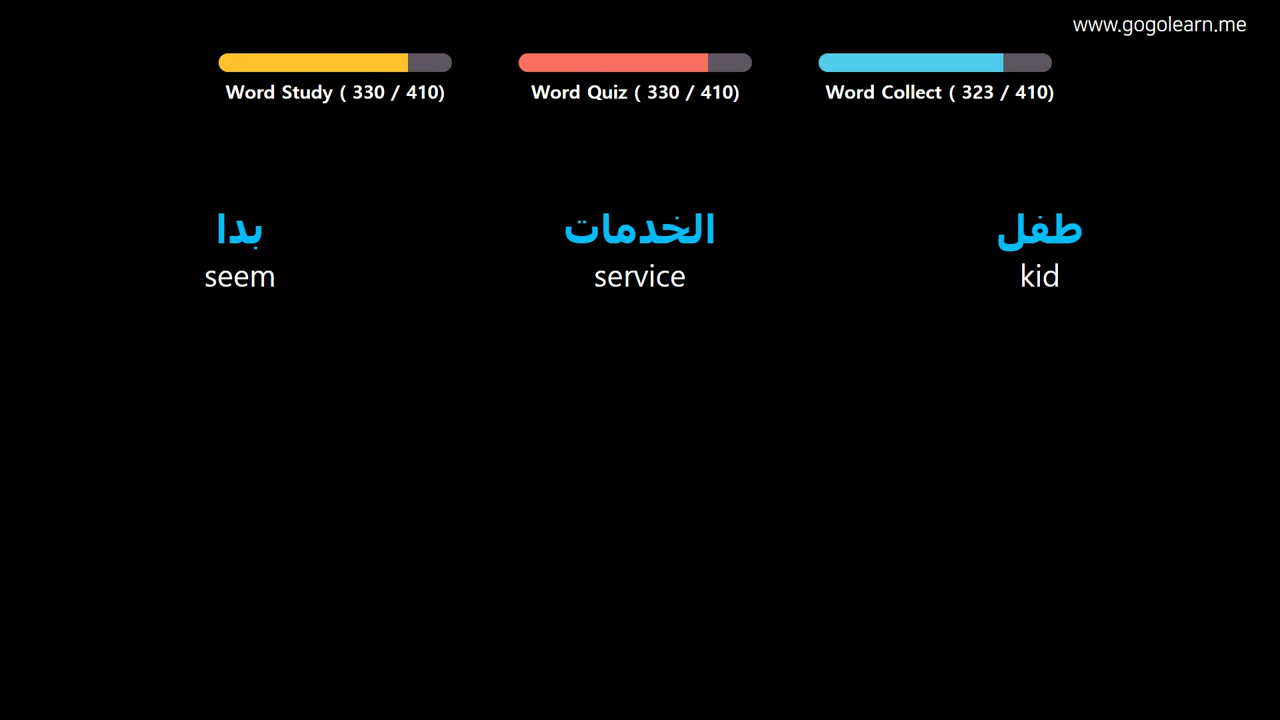 www.gogolearn.me
Word Study ( 330 / 410)
Word Quiz ( 330 / 410)
Word Collect ( 323 / 410)
بدا
seem
الخدمات
service
طفل
kid